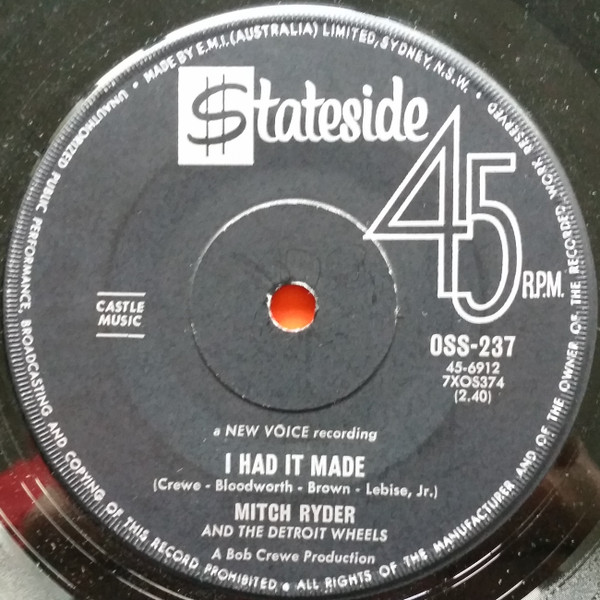 MADE BY E.M.I. (AUSTRALIA) LIMITED, SYDNEY, N.S.W. • UNAUTHORIZED PUBLIC PERFORMANCE, BROADCASTING AND COPYING OF THIS RECORD PROHIBITED • ALL RIGHTS OF THE MANUFACTURER AND OF THE OWNER OF THE RECORDED WORK RESERVED •
$tateside
45
R.P.M.
CASTLE
MUSIC
OSS-237
45-6912
7XOS374
(2.40)
a NEW VOICE recording
I HAD IT MADE
(Crewe - Bloodworth - Brown - Lebise, Jr.)
MITCH RYDER
AND THE DETROIT WHEELS
A Bob Crewe Production